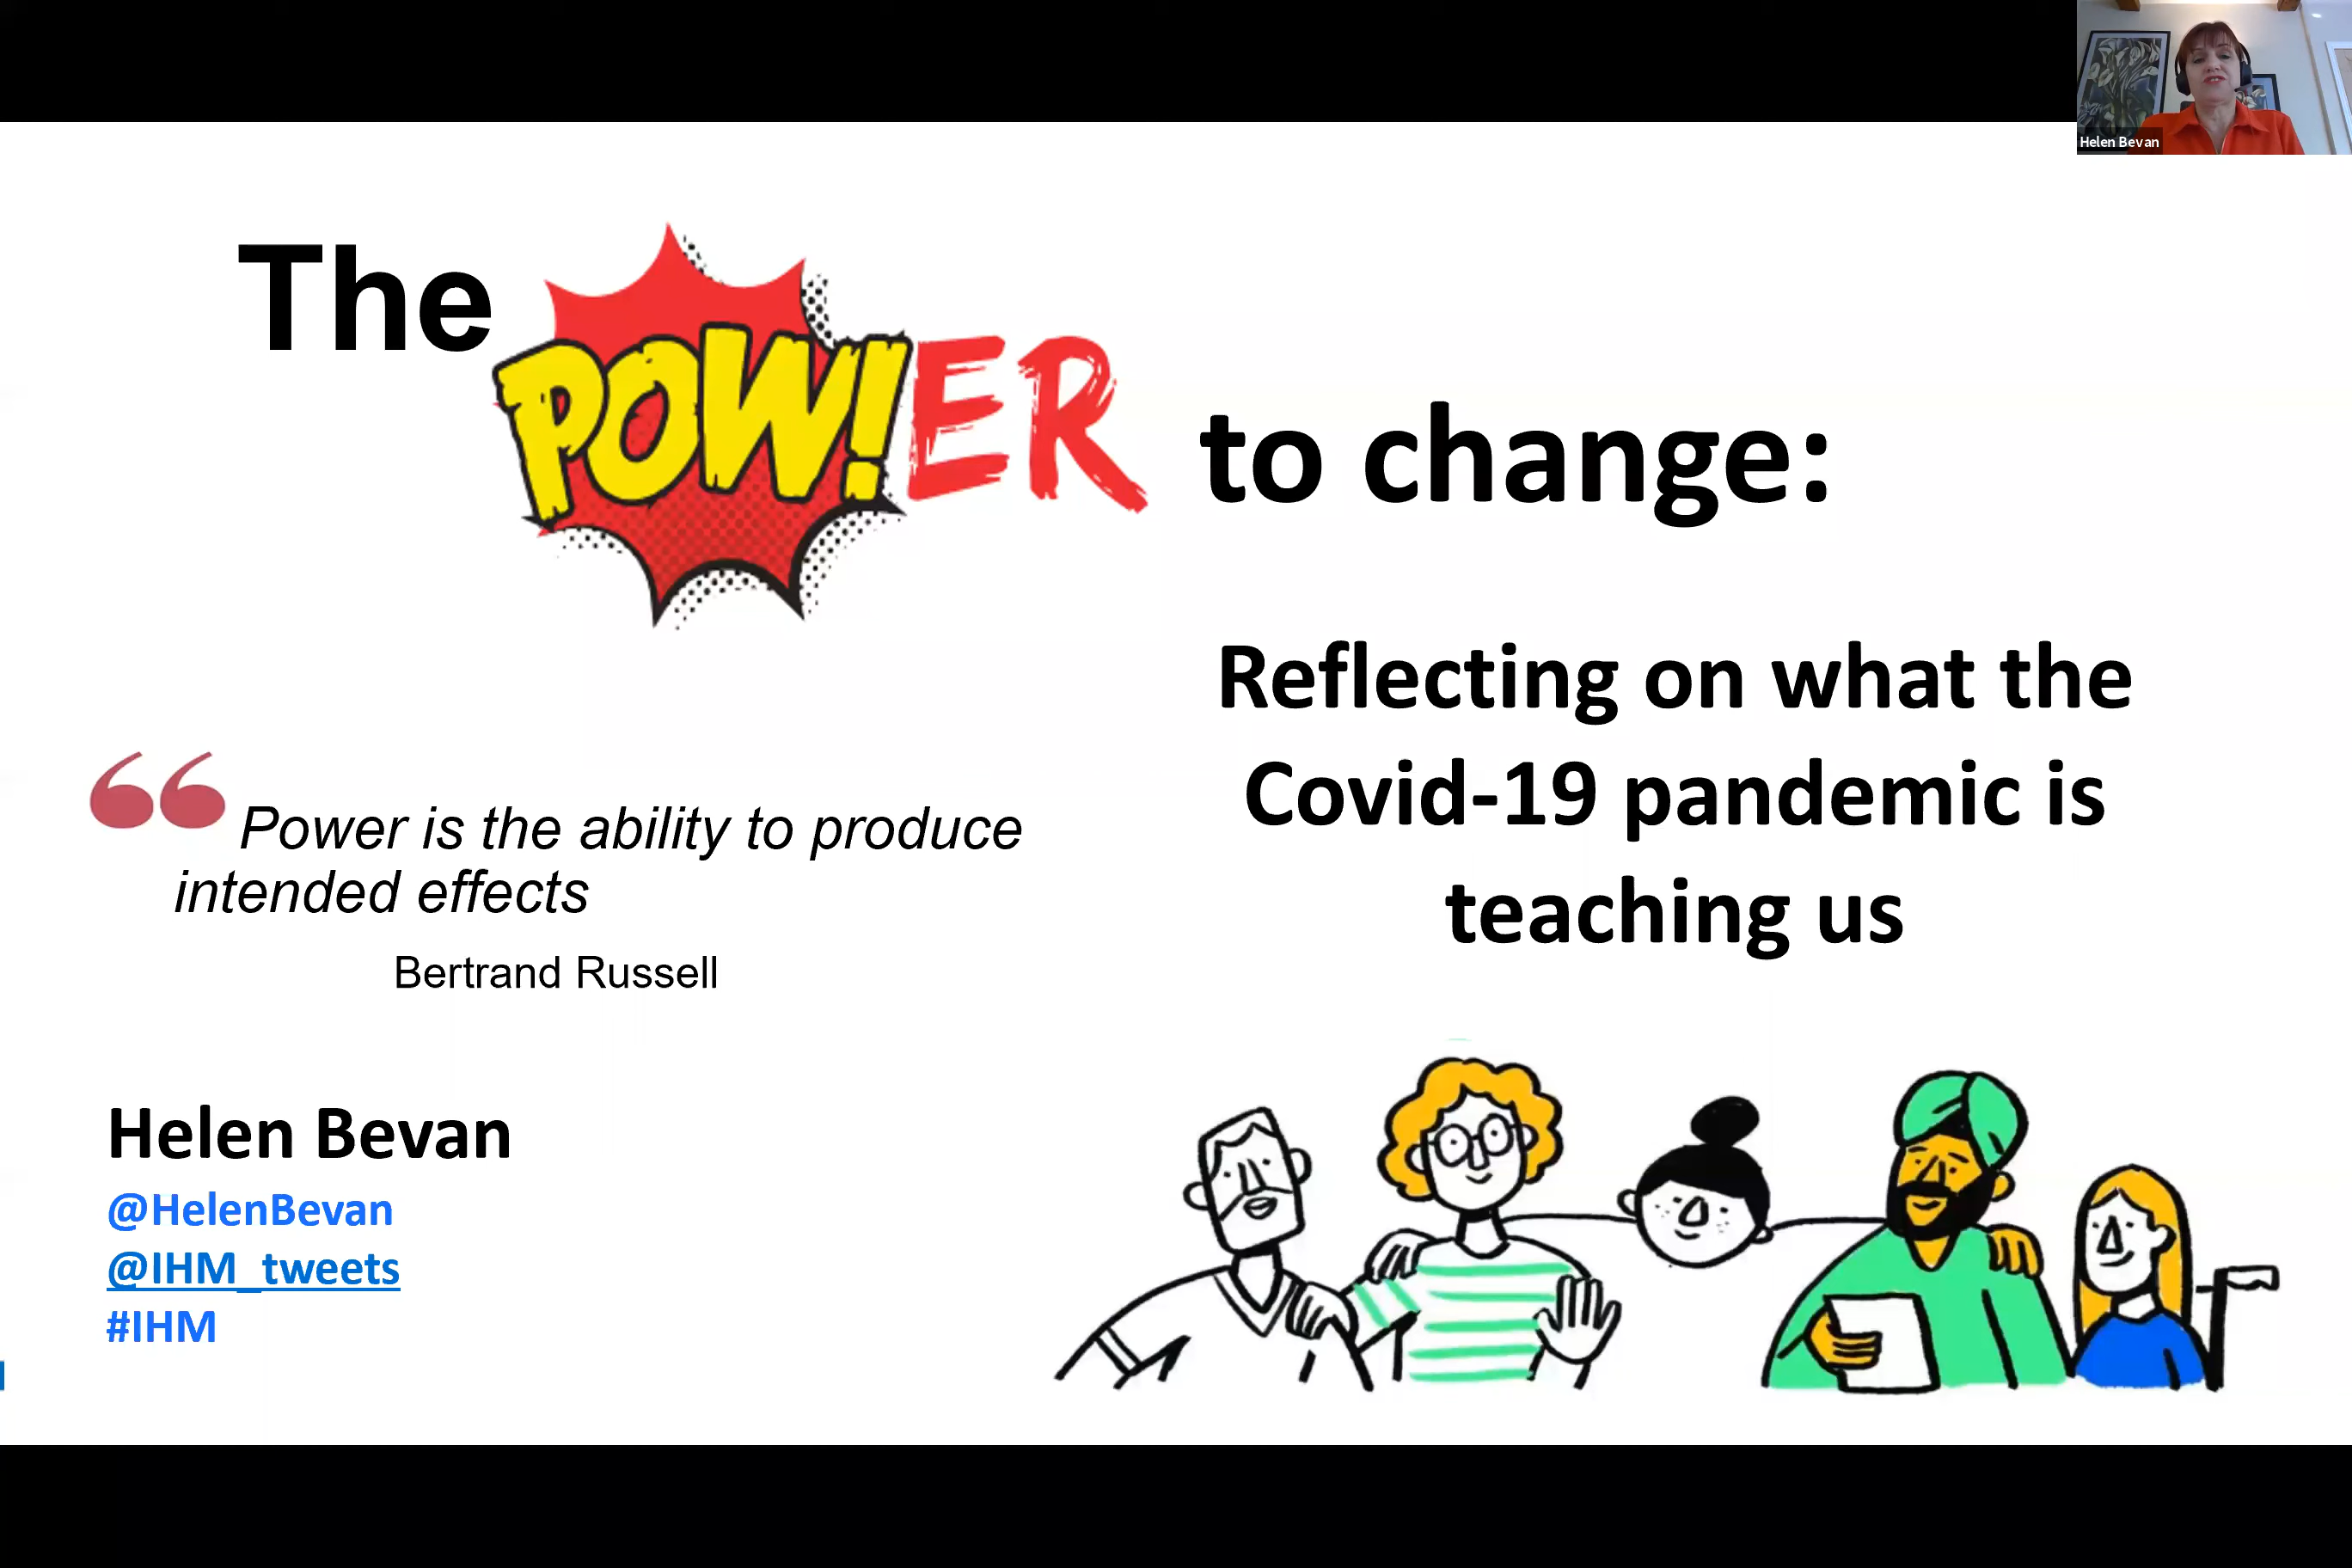 Helen Bevan
The
POW!ER
to change:
Reflecting on what the
Covid-19 pandemic is
teaching us
“Power is the ability to produce
intended effects
Bertrand Russell
Helen Bevan
@HelenBevan
@IHM_tweets
#IHM